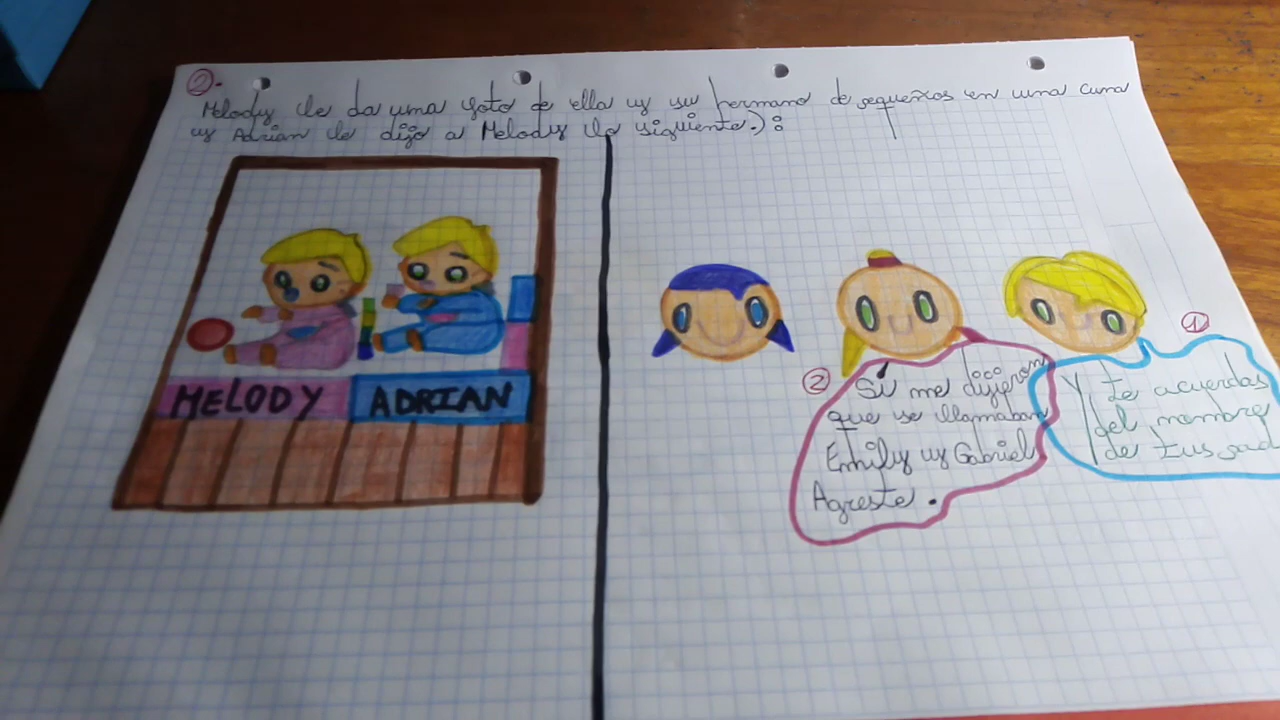 2.
Melody le da una foto de ella y su hermano de pequeños en una cuna
y Adrian le dijo a Melody lo siguiente.):
MELODY
ADRIAN
1
Y te acuerdas
del nombre
de tus
2
Sí me dijeron
que se llamaban
Emily y Gabriel
Agreste.